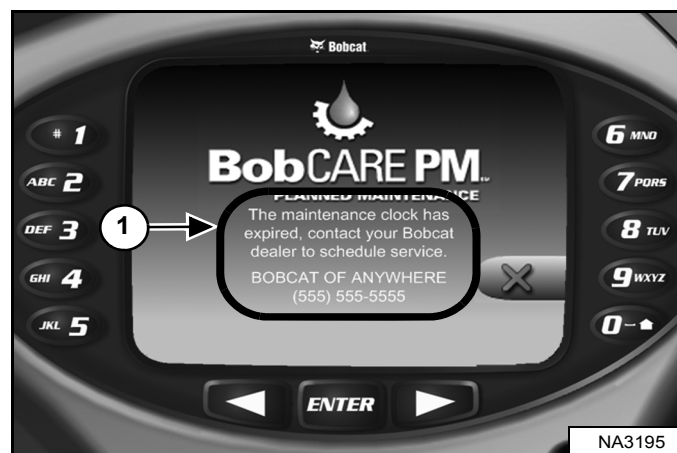 Bobcat
BobCARE PM™
PLANNED MAINTENANCE
The maintenance clock has
expired, contact your Bobcat
dealer to schedule service.
BOBCAT OF ANYWHERE
(555) 555-5555
1
# 1
ABC 2
DEF 3
GHI 4
JKL 5
6 MNO
7 PQRS
8 TUV
9 WXYZ
0-
ENTER
NA3195